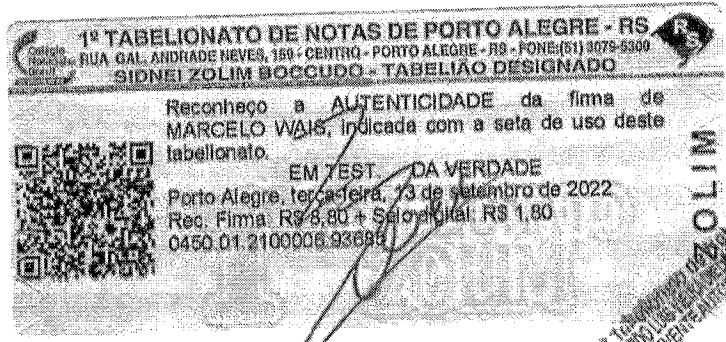 1º TABELIONATO DE NOTAS DE PORTO ALEGRE - RS
RUA GAL. ANDRADE NEVES, 159 - CENTRO - PORTO ALEGRE - RS - FONE:(51) 3079-5300
SIDNEI ZOLIM BOCCUDO - TABELIÃO DESIGNADO
Reconheço a AUTENTICIDADE da firma de
MARCELO WAIS, indicada com a seta de uso deste
tabelionato.
EM TEST. DA VERDADE
Porto Alegre, terça-feira, 13 de setembro de 2022
Rec. Firma: R$ 8,80 + Selo digital: R$ 1,80
0450.01.2100006.93685
ZOLIM